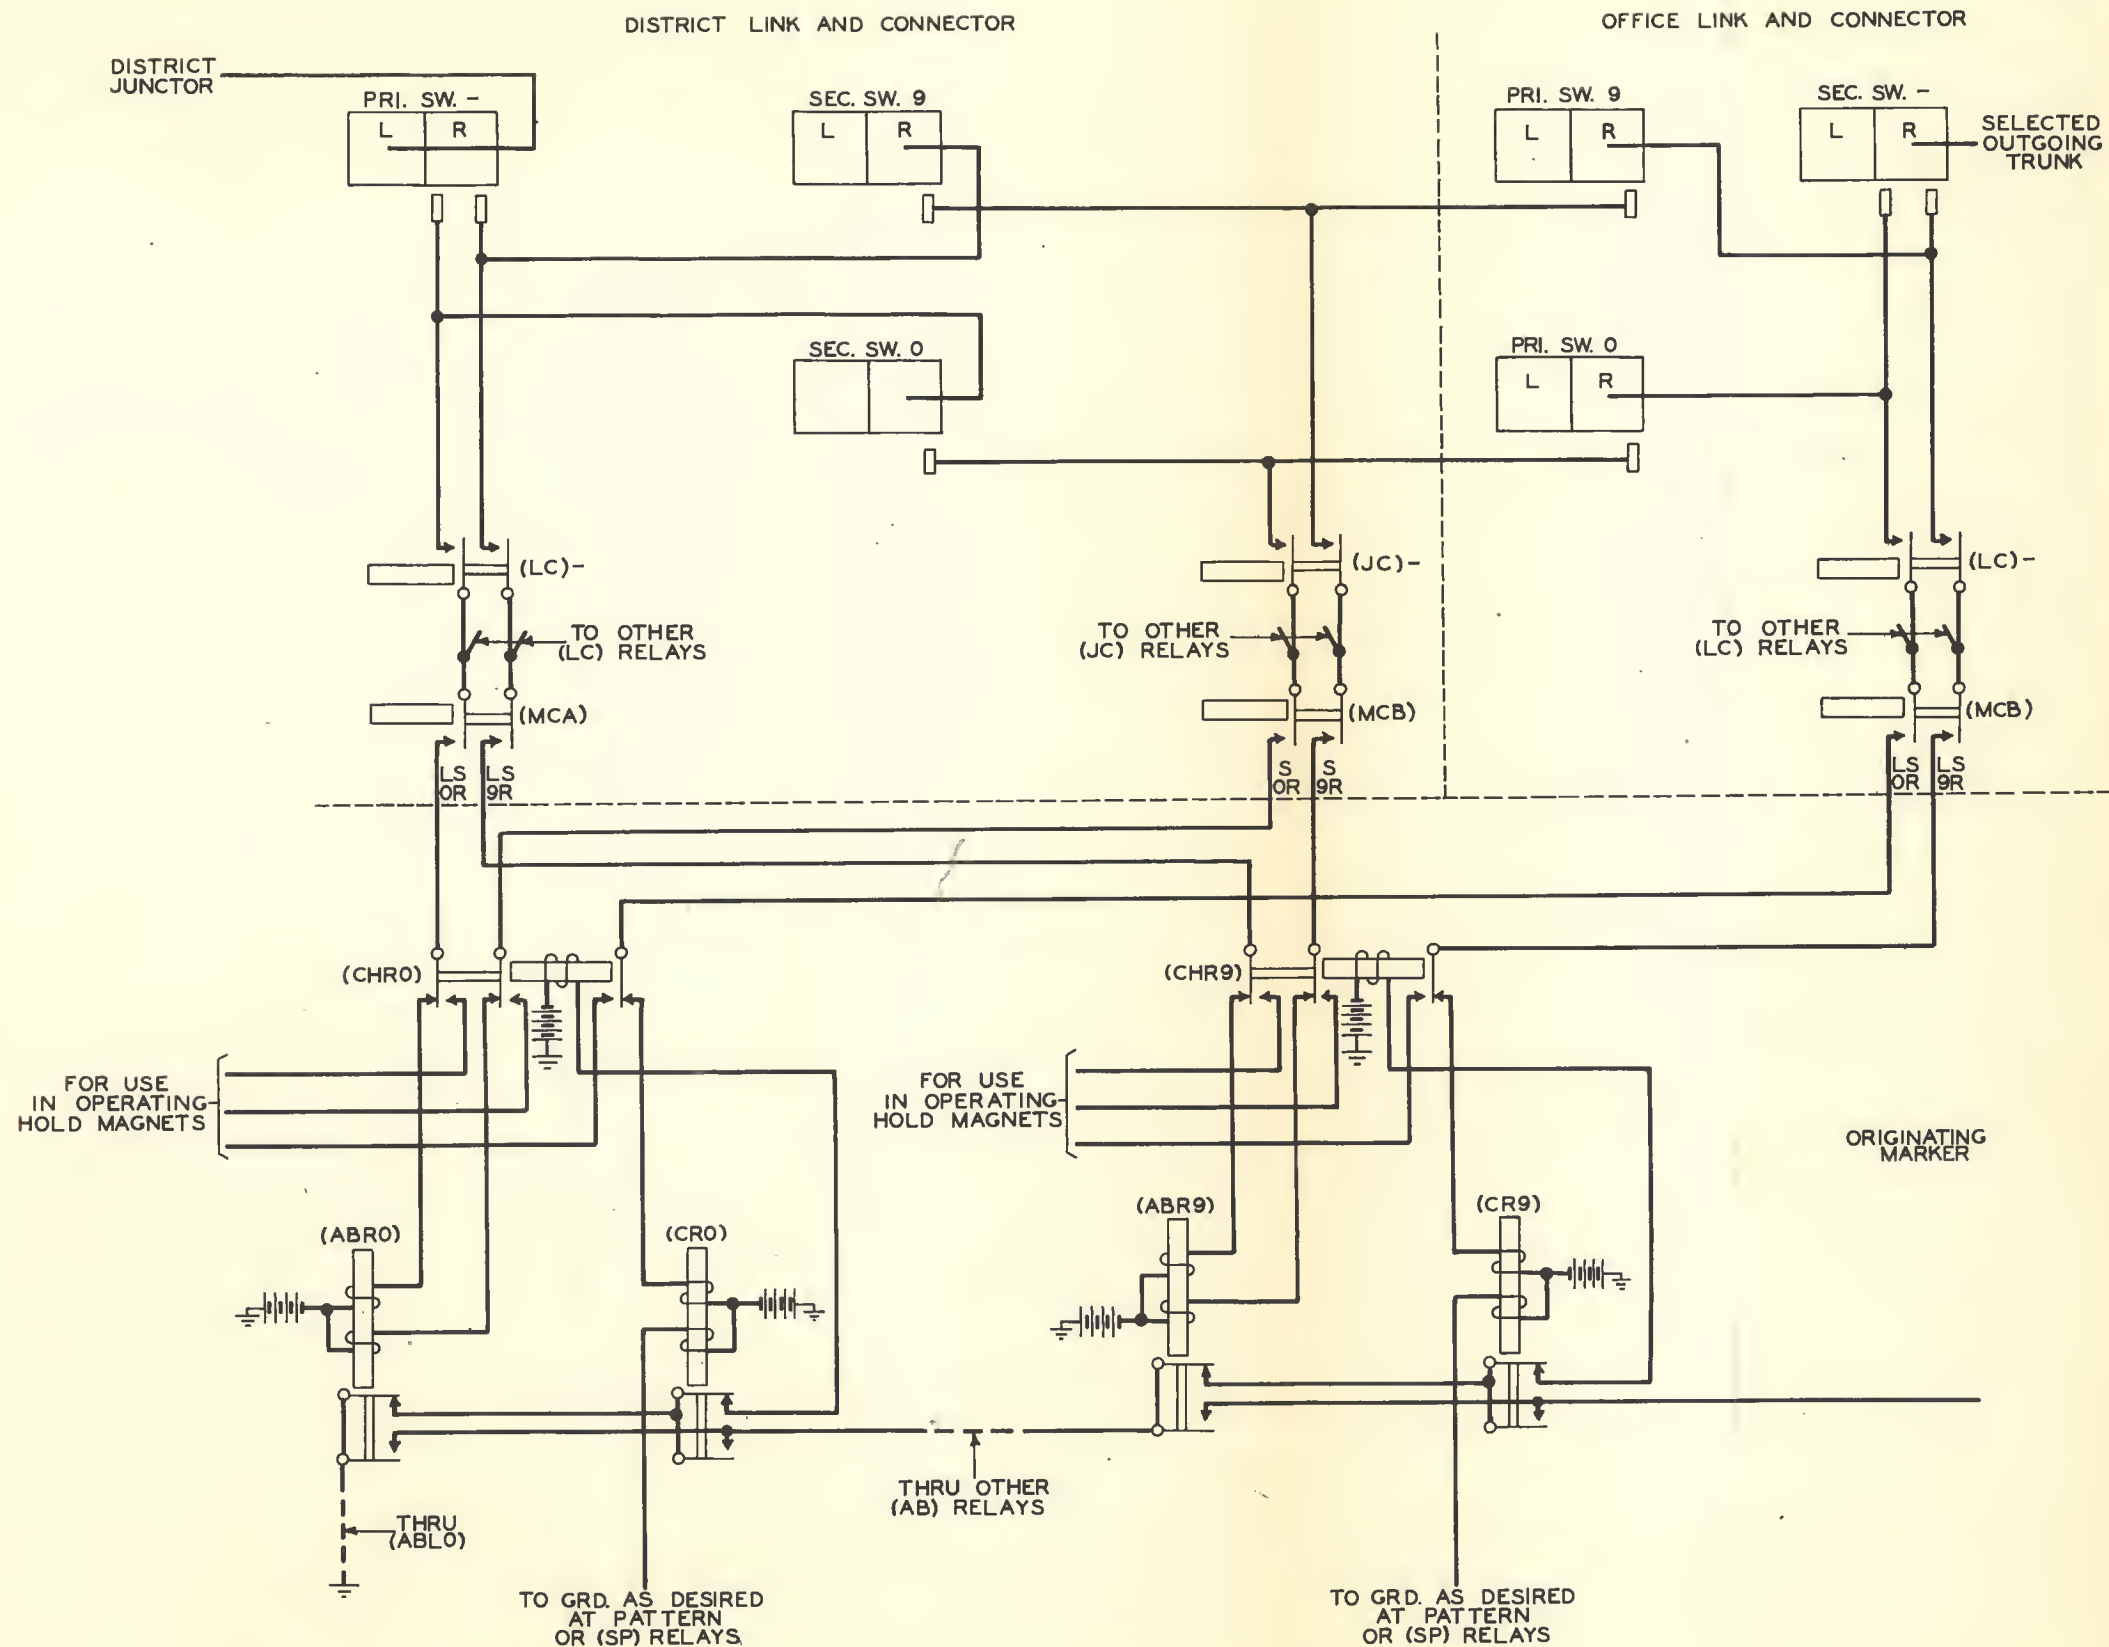 DISTRICT LINK AND CONNECTOR
OFFICE LINK AND CONNECTOR
DISTRICT
JUNCTOR
PRI. SW. -
L R
SEC. SW. 9
L R
PRI. SW. 9
L R
SEC. SW. -
L R
SELECTED
OUTGOING
TRUNK
SEC. SW. 0
PRI. SW. 0
L R
(LC)-
(JC)-
(LC)-
TO OTHER
(LC) RELAYS
TO OTHER
(JC) RELAYS
TO OTHER
(LC) RELAYS
(MCA)
(MCB)
(MCB)
LS LS
0R 9R
S S
0R 9R
LS LS
0R 9R
(CHR0)
(CHR9)
FOR USE
IN OPERATING
HOLD MAGNETS
FOR USE
IN OPERATING
HOLD MAGNETS
ORIGINATING
MARKER
(ABR0)
(CR0)
(ABR9)
(CR9)
THRU OTHER
(AB) RELAYS
THRU
(ABL0)
TO GRD. AS DESIRED
AT PATTERN
OR (SP) RELAYS
TO GRD. AS DESIRED
AT PATTERN
OR (SP) RELAYS